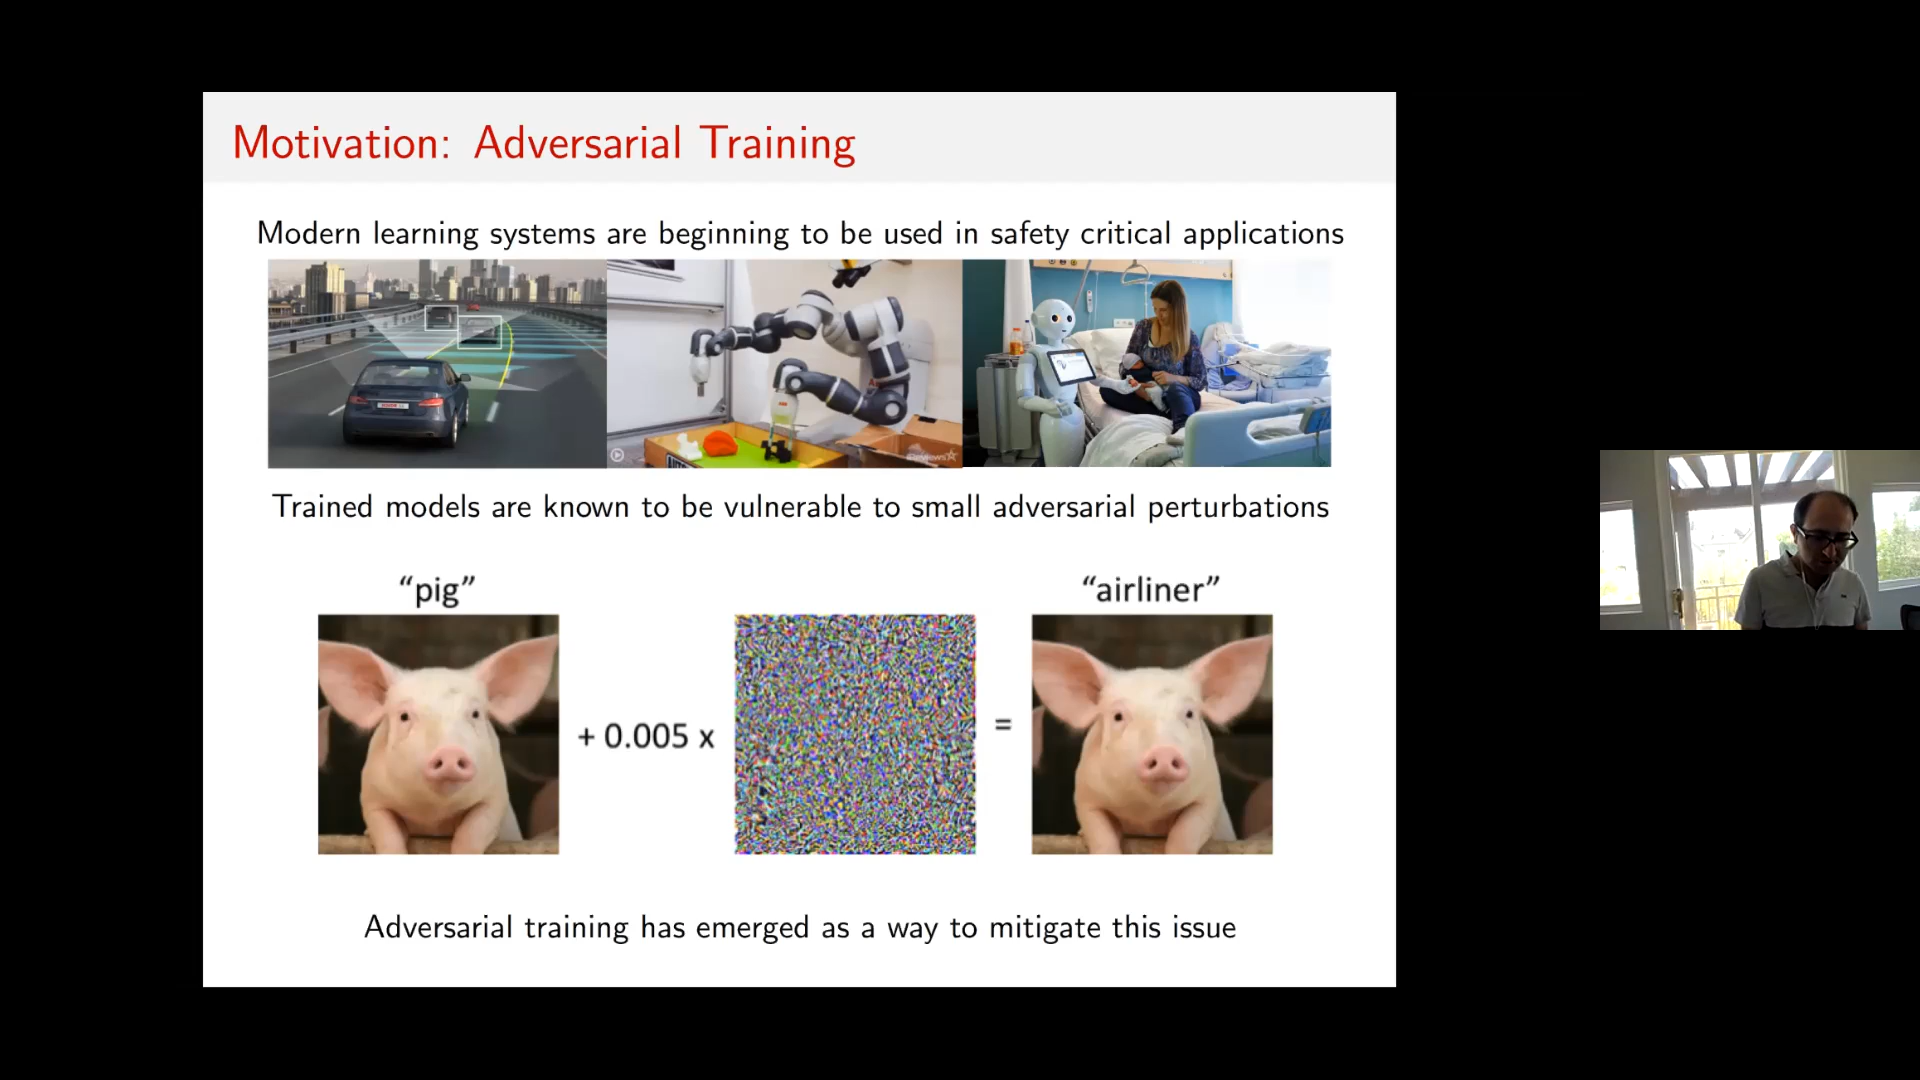 Motivation: Adversarial Training
Modern learning systems are beginning to be used in safety critical applications
Trained models are known to be vulnerable to small adversarial perturbations
“pig”
“airliner”
+ 0.005 x
=
Adversarial training has emerged as a way to mitigate this issue